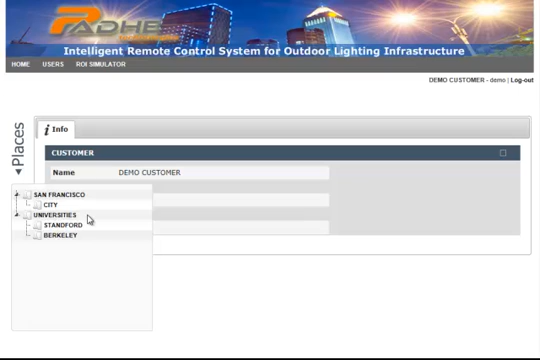 PADHE
Intelligent Remote Control System for Outdoor Lighting Infrastructure
HOME USERS ROI SIMULATOR
DEMO CUSTOMER - demo | Log-out
Places
i Info
CUSTOMER
Name DEMO CUSTOMER
SAN FRANCISCO
CITY
UNIVERSITIES
STANDFORD
BERKELEY